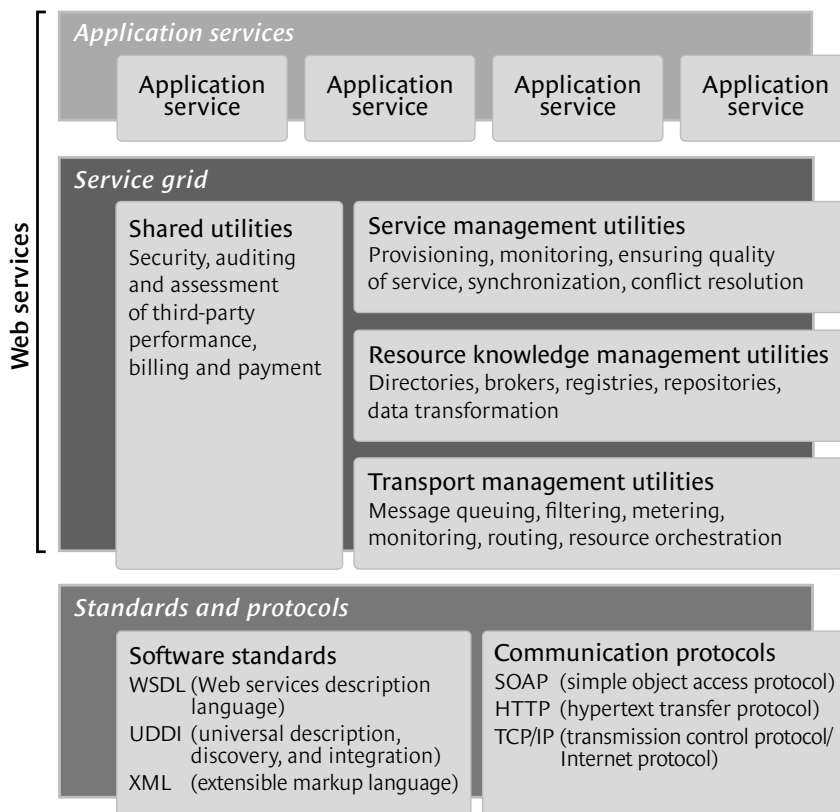 Web services
Application services
Application
service
Application
service
Application
service
Application
service
Service grid
Shared utilities
Security, auditing
and assessment
of third-party
performance,
billing and payment
Service management utilities
Provisioning, monitoring, ensuring quality
of service, synchronization, conflict resolution
Resource knowledge management utilities
Directories, brokers, registries, repositories,
data transformation
Transport management utilities
Message queuing, filtering, metering,
monitoring, routing, resource orchestration
Standards and protocols
Software standards
WSDL (Web services description
language)
UDDI (universal description,
discovery, and integration)
XML (extensible markup language)
Communication protocols
SOAP (simple object access protocol)
HTTP (hypertext transfer protocol)
TCP/IP (transmission control protocol/
Internet protocol)